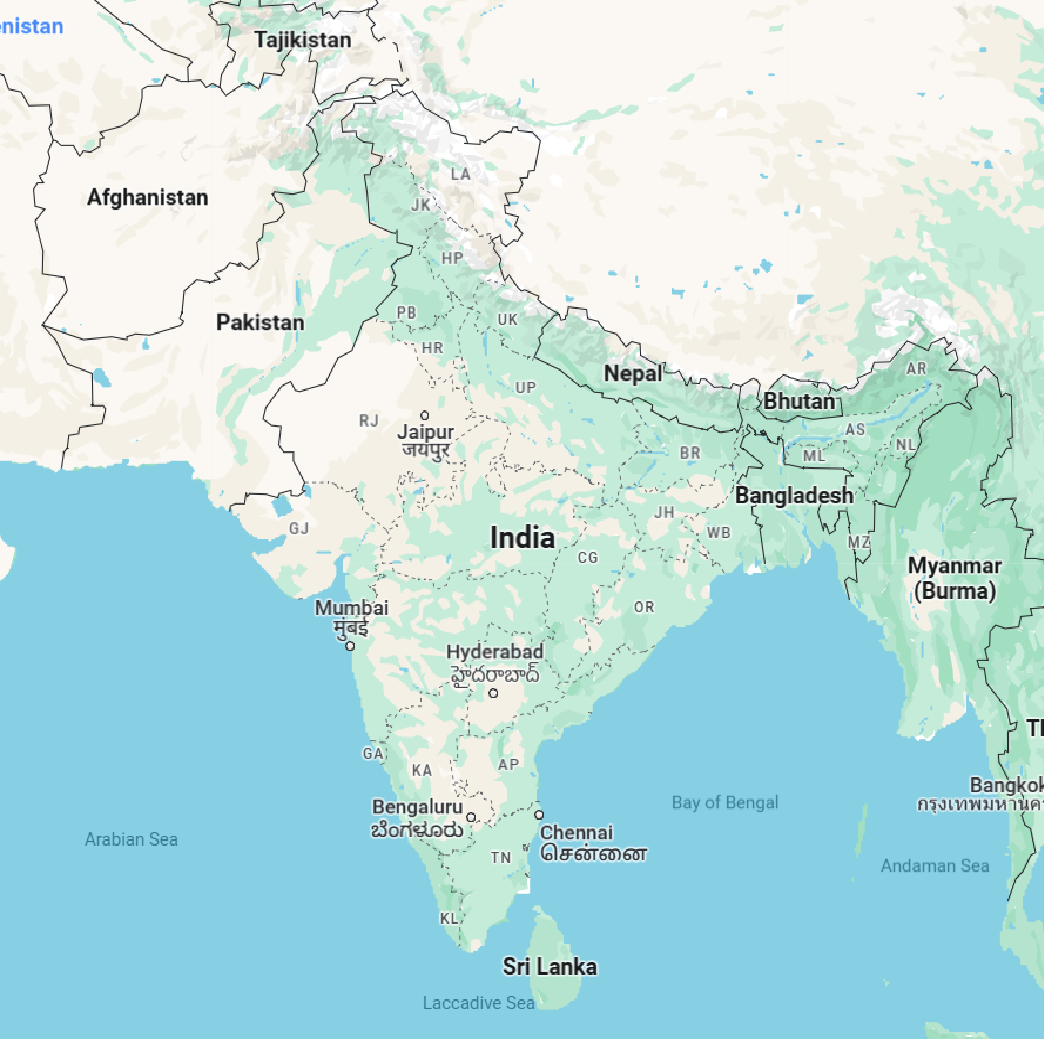 enistan
Tajikistan
LA
Afghanistan
JK
HP
PB
Pakistan
UK
HR
Nepal
AR
UP
Bhutan
RJ
Jaipur
जयपुर
AS
NL
BR
ML
Bangladesh
JH
GJ
India
WB
MZ
CG
Myanmar
(Burma)
OR
Mumbai
मुंबई
Hyderabad
హైదరాబాద్
GA
AP
KA
Bangkok
กรุงเทพมหานคร
Bay of Bengal
Bengaluru
ಬೆಂಗಳೂರು
Chennai
சென்னை
Arabian Sea
TN
Andaman Sea
KL
Sri Lanka
Laccadive Sea